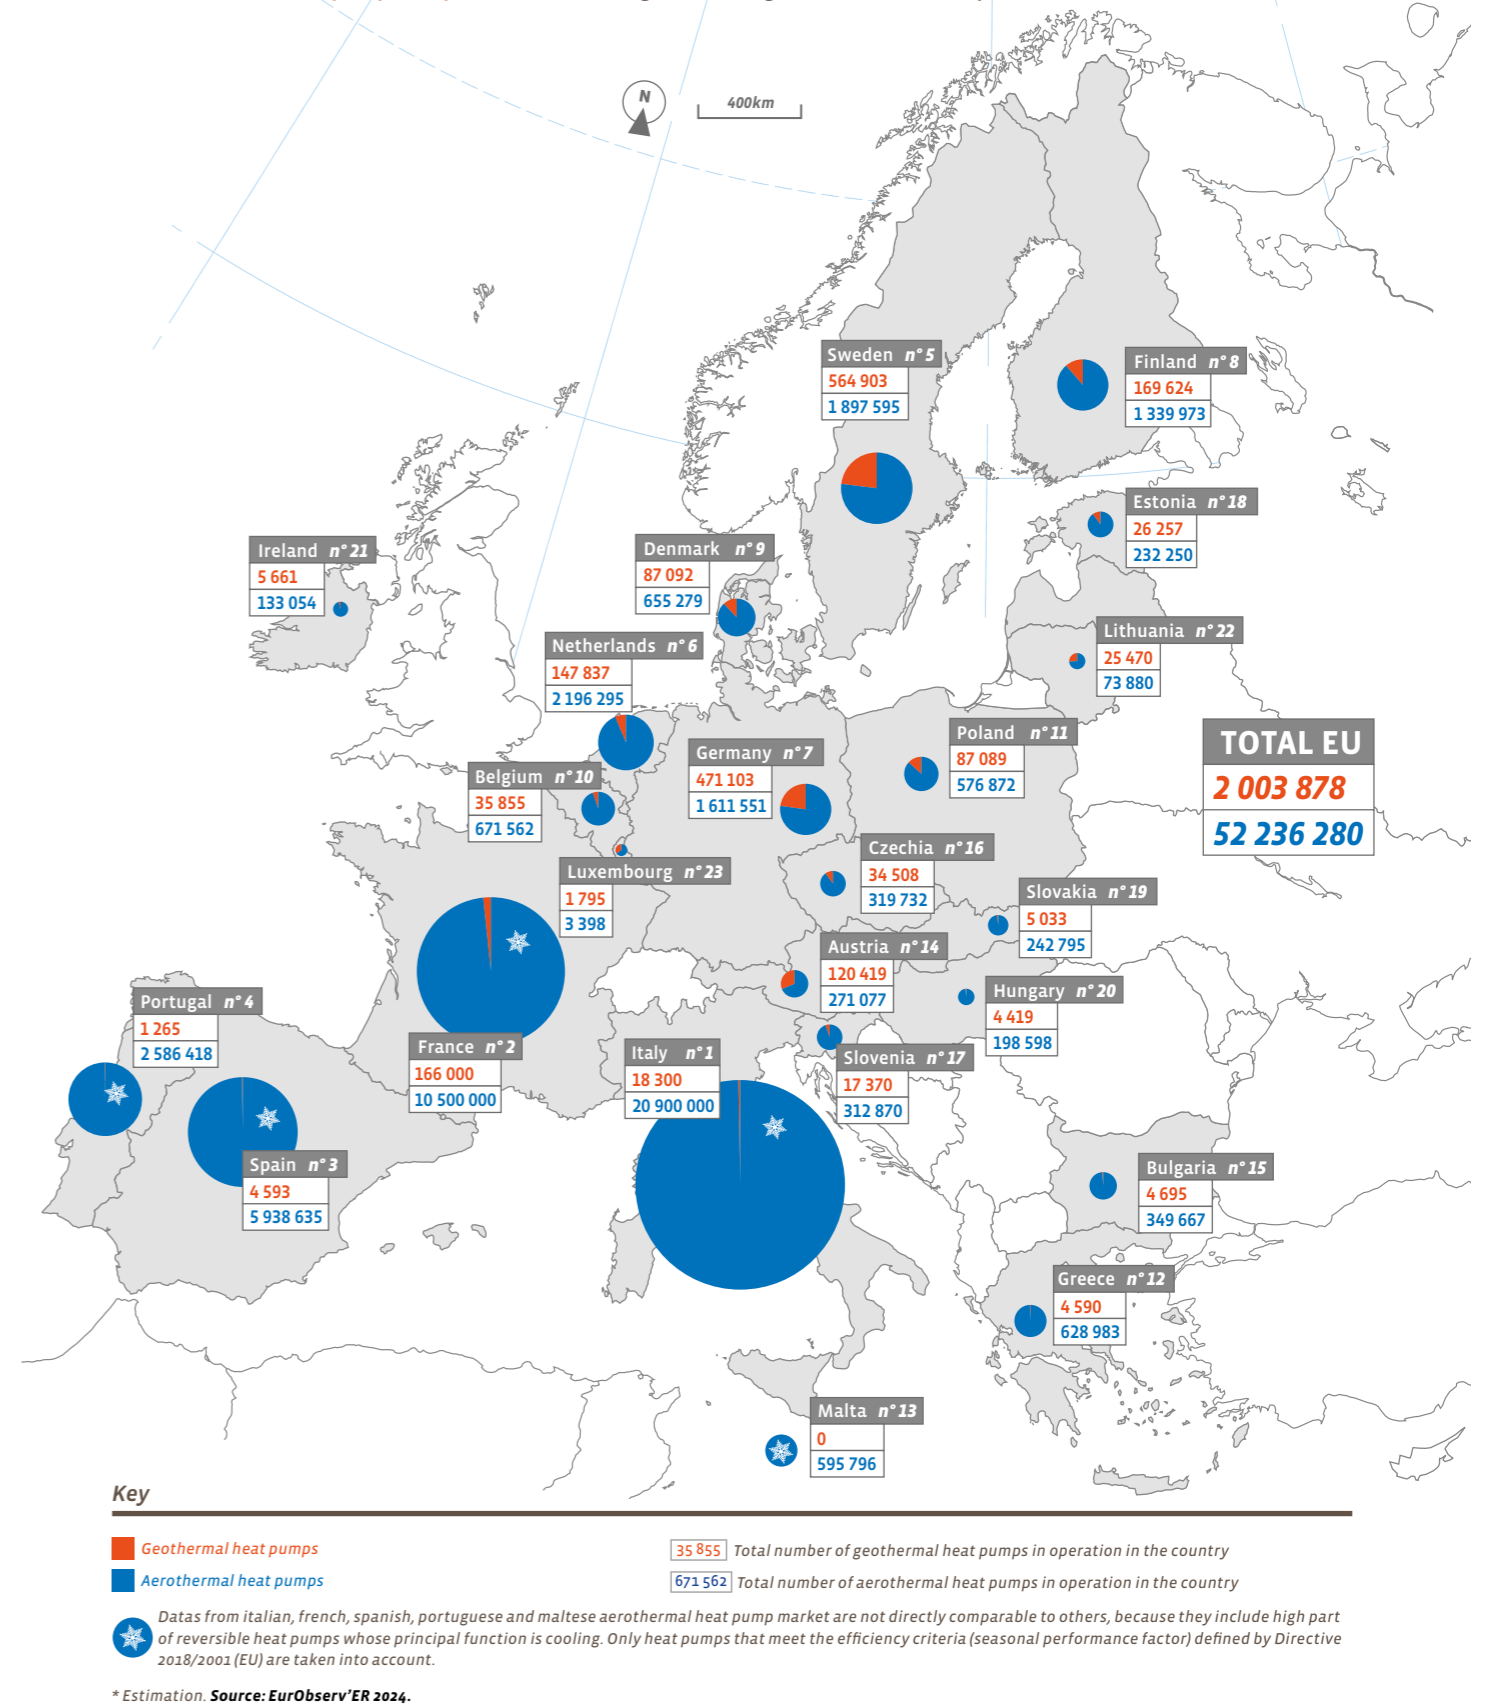 N
400km
Sweden n°5
564 903
1 897 595
Finland n°8
169 624
1 339 973
Estonia n°18
26 257
232 250
Ireland n°21
5 661
133 054
Denmark n°9
87 092
655 279
Lithuania n°22
25 470
73 880
Netherlands n°6
147 837
2 196 295
Poland n°11
87 089
576 872
TOTAL EU
2 003 878
52 236 280
Germany n°7
471 103
1 611 551
Belgium n°10
35 855
671 562
Czechia n°16
34 508
319 732
Luxembourg n°23
1 795
3 398
Slovakia n°19
5 033
242 795
Austria n°14
120 419
271 077
Hungary n°20
4 419
198 598
Portugal n°4
1 265
2 586 418
France n°2
166 000
10 500 000
Italy n°1
18 300
20 900 000
Slovenia n°17
17 370
312 870
Spain n°3
4 593
5 938 635
Bulgaria n°15
4 695
349 667
Greece n°12
4 590
628 983
Malta n°13
0
595 796
Key
Geothermal heat pumps
Aerothermal heat pumps
35 855 Total number of geothermal heat pumps in operation in the country
671 562 Total number of aerothermal heat pumps in operation in the country
Datas from italian, french, spanish, portuguese and maltese aerothermal heat pump market are not directly comparable to others, because they include high part
of reversible heat pumps whose principal function is cooling. Only heat pumps that meet the efficiency criteria (seasonal performance factor) defined by Directive
2018/2001 (EU) are taken into account.
* Estimation. Source: EurObserv'ER 2024.